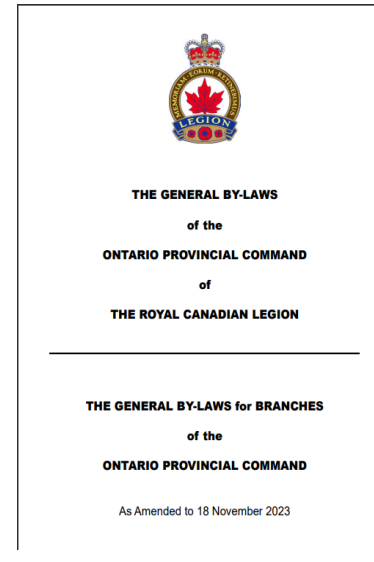 MEMORIAM·EORUM·RETINEBIMUS
LEGION
THE GENERAL BY-LAWS
of the
ONTARIO PROVINCIAL COMMAND
of
THE ROYAL CANADIAN LEGION
THE GENERAL BY-LAWS for BRANCHES
of the
ONTARIO PROVINCIAL COMMAND
As Amended to 18 November 2023